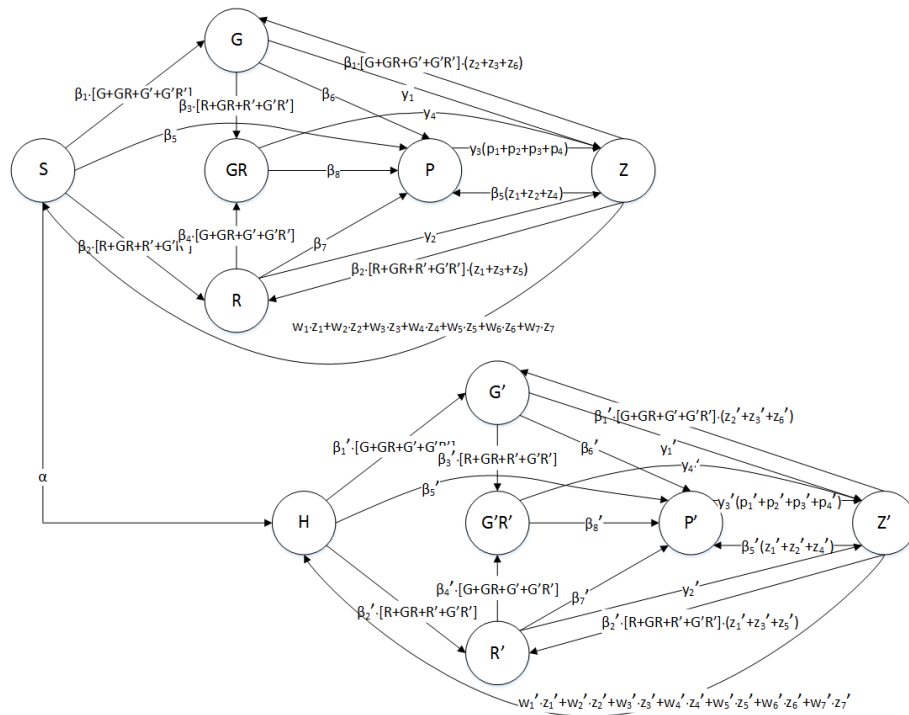 G
β₁·[G+GR+G'+G'R']·(z₂+z₃+z₆)
y₁
β₁·[G+GR+G'+G'R']
β₃·[R+GR+R'+G'R']
β₆
y₄
β₅
S
GR
β₈
P
y₃(p₁+p₂+p₃+p₄)
Z
β₅(z₁+z₂+z₄)
β₂·[R+GR+R'+G'R']
β₄·[G+GR+G'+G'R']
β₇
y₂
β₂·[R+GR+R'+G'R']·(z₁+z₃+z₅)
R
w₁·z₁+w₂·z₂+w₃·z₃+w₄·z₄+w₅·z₅+w₆·z₆+w₇·z₇
α
G'
β₁'·[G+GR+G'+G'R']·(z₂'+z₃'+z₆')
y₁'
β₁'·[G+GR+G'+G'R']
β₃'·[R+GR+R'+G'R']
β₆'
y₄·'
β₅'
H
G'R'
β₈'
P'
y₃'(p₁'+p₂'+p₃'+p₄')
Z'
β₅'(z₁'+z₂'+z₄')
β₂'·[R+GR+R'+G'R']
β₄'·[G+GR+G'+G'R']
β₇'
y₂'
β₂'·[R+GR+R'+G'R']·(z₁'+z₃'+z₅')
R'
w₁'·z₁'+w₂'·z₂'+w₃'·z₃'+w₄'·z₄'+w₅'·z₅'+w₆'·z₆'+w₇'·z₇'